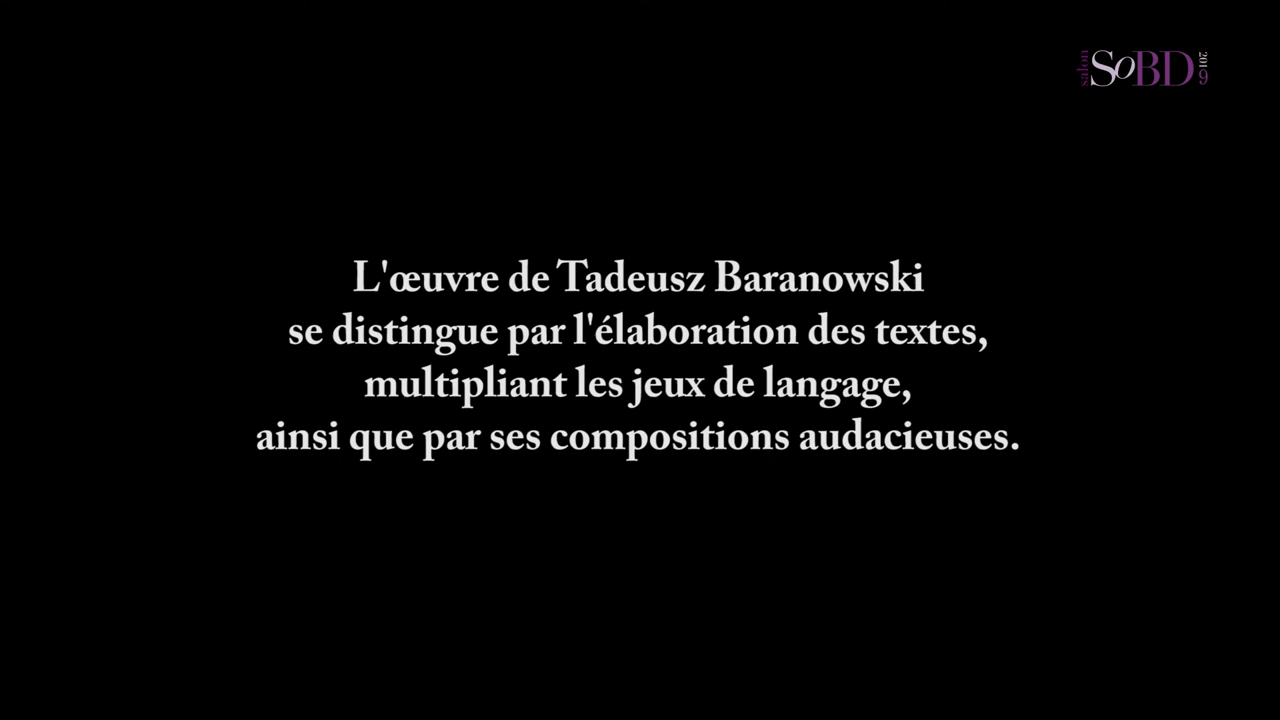 salon SoBD 2019
L'œuvre de Tadeusz Baranowski
se distingue par l'élaboration des textes,
multipliant les jeux de langage,
ainsi que par ses compositions audacieuses.